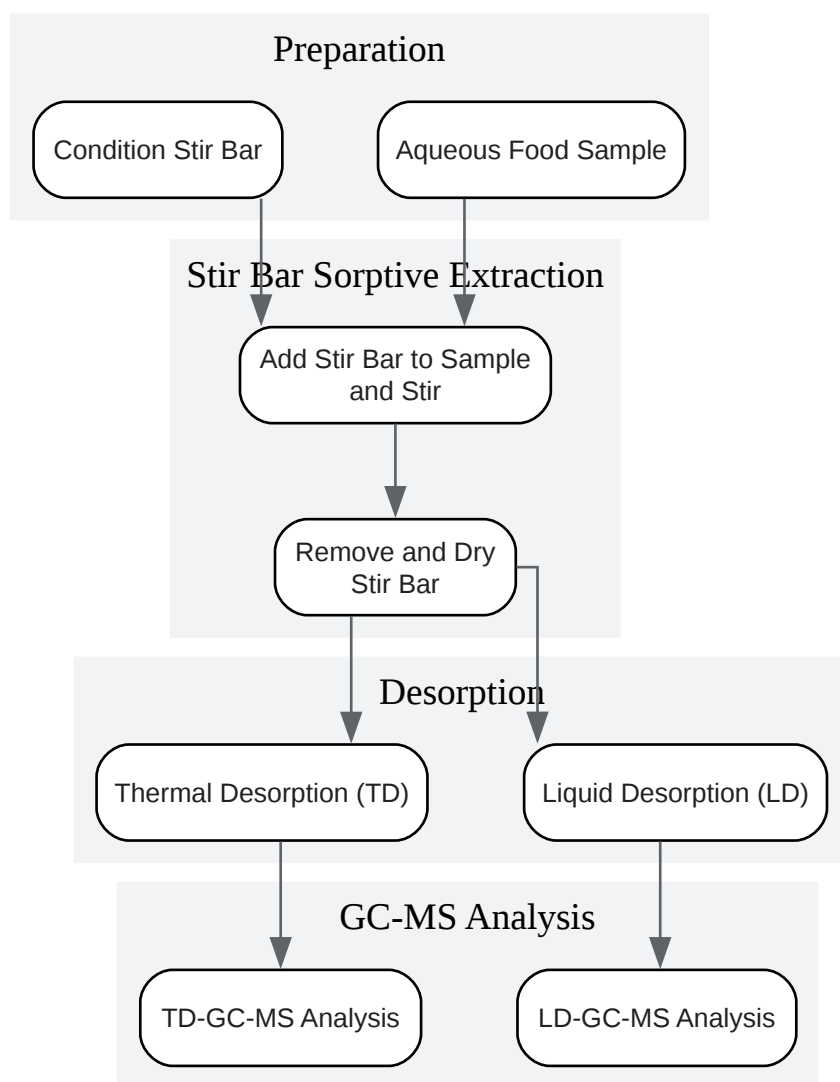 Preparation
Condition Stir Bar
Aqueous Food Sample
Stir Bar Sorptive Extraction
Add Stir Bar to Sample
and Stir
Remove and Dry
Stir Bar
Desorption
Thermal Desorption (TD)
Liquid Desorption (LD)
GC-MS Analysis
TD-GC-MS Analysis
LD-GC-MS Analysis